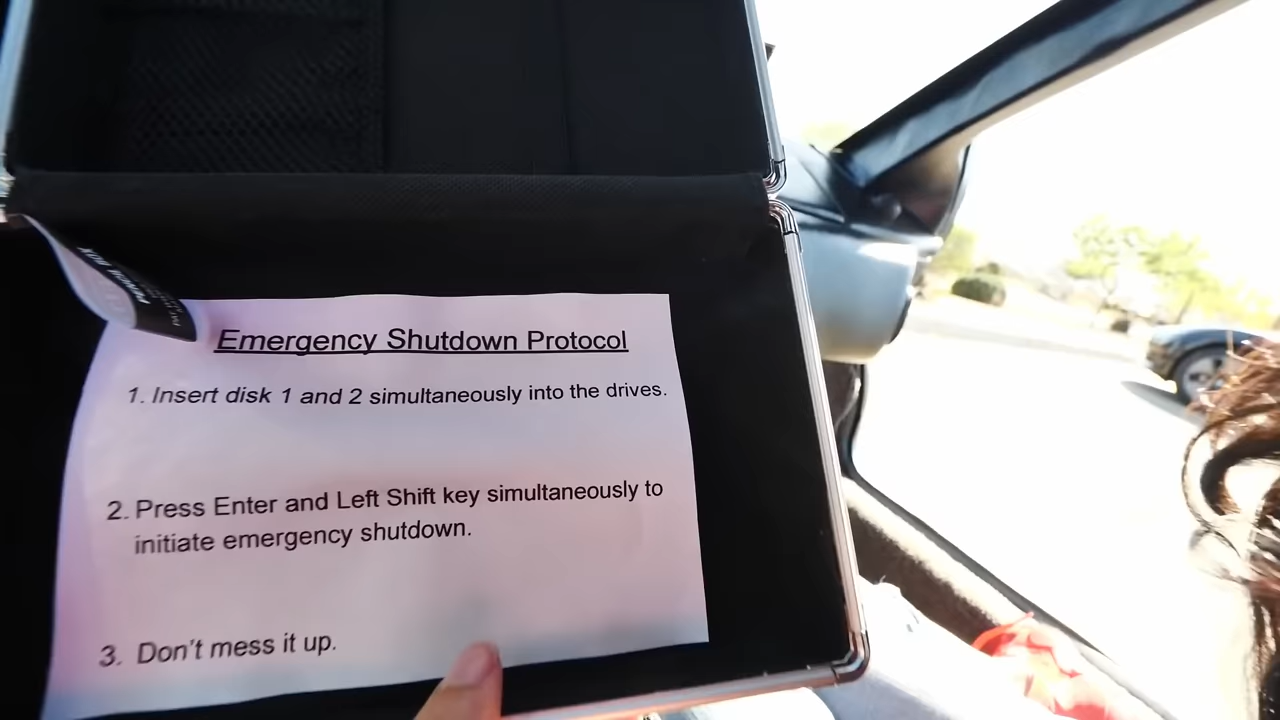 Emergency Shutdown Protocol
1. Insert disk 1 and 2 simultaneously into the drives.
2. Press Enter and Left Shift key simultaneously to
initiate emergency shutdown.
3. Don't mess it up.